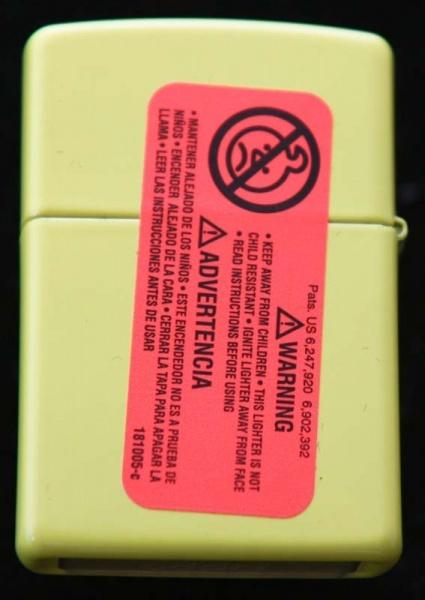 Pats. US 6,247,920 6,902,392
WARNING
• KEEP AWAY FROM CHILDREN • THIS LIGHTER IS NOT
CHILD RESISTANT • IGNITE LIGHTER AWAY FROM FACE
• READ INSTRUCTIONS BEFORE USING
ADVERTENCIA
• MANTENER ALEJADO DE LOS NIÑOS • ESTE ENCENDEDOR NO ES A PRUEBA DE
NIÑOS • ENCENDER ALEJADO DE LA CARA • CERRAR LA TAPA PARA APAGAR LA
LLAMA • LEER LAS INSTRUCCIONES ANTES DE USAR
181005-c